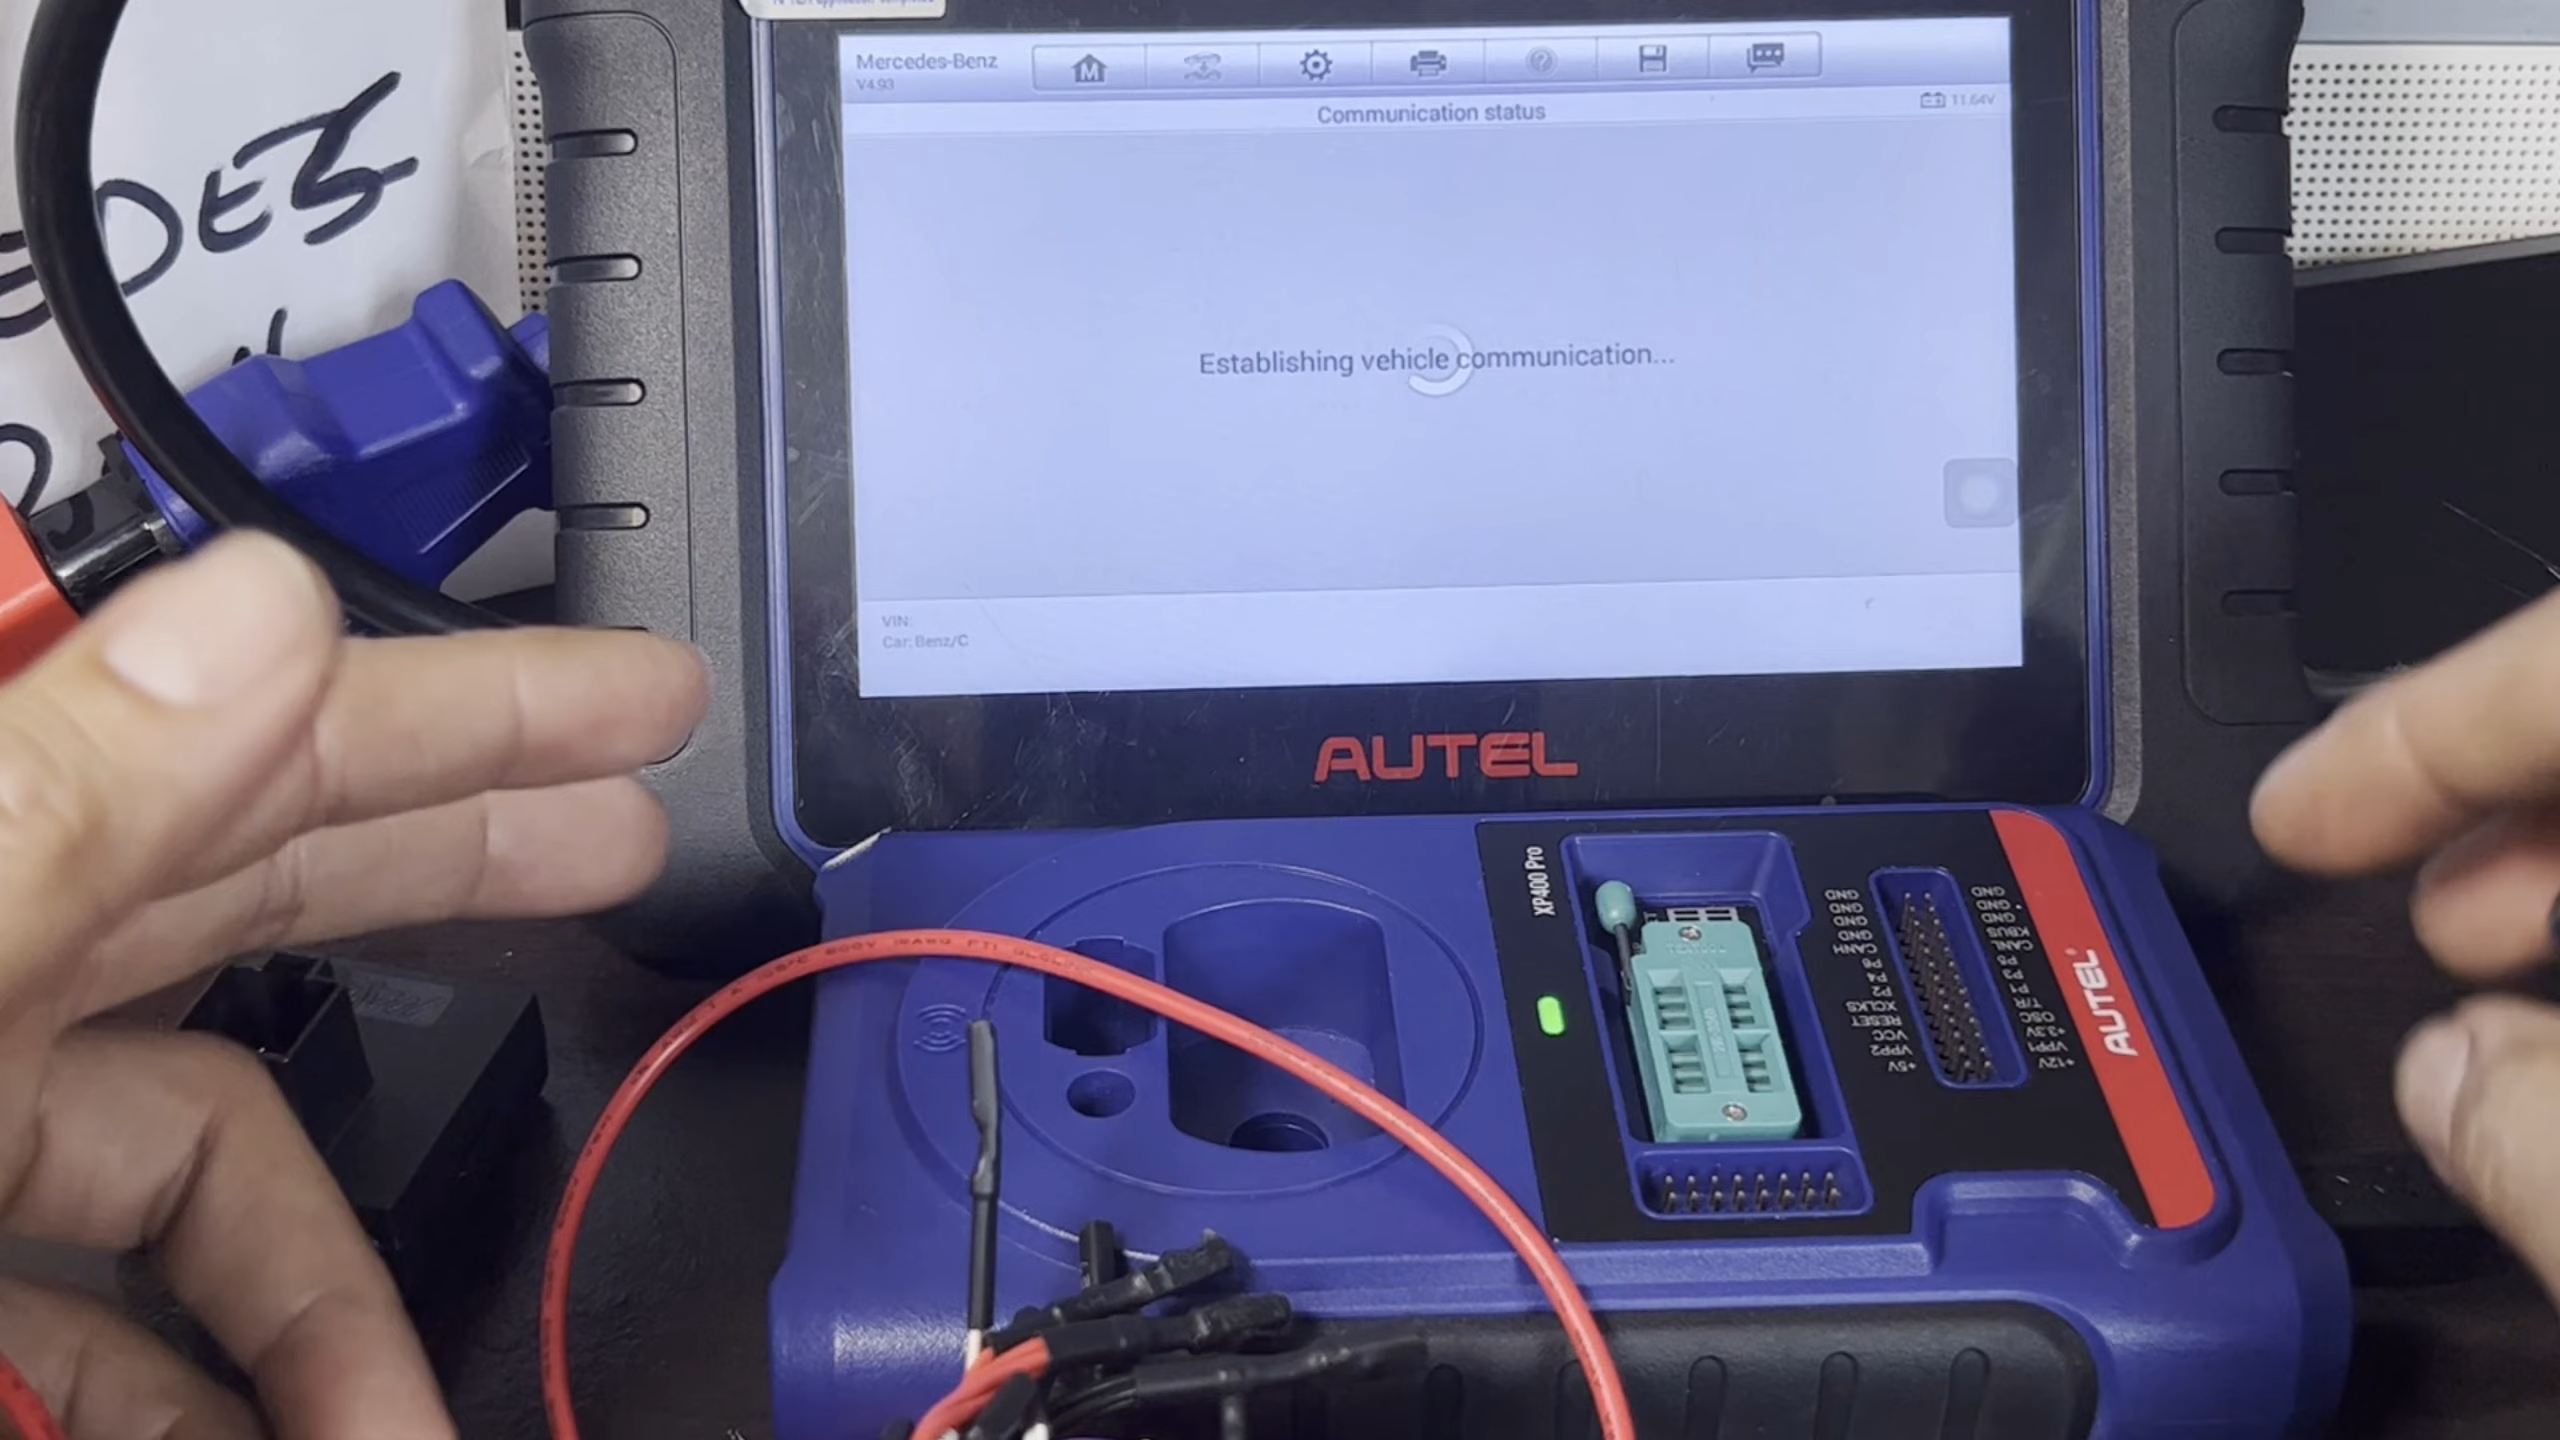 Mercedes-Benz
V4.93
Communication status
11.64V
Establishing vehicle communication...
VIN:
Car: Benz/C
AUTEL
XP400 Pro
GND
GND
GND
GND
CANH
P6
P4
P2
XCLKS
RESET
VCC
VPP2
+5V
GND
GND
GND
KBUS
CANL
P5
P3
P1
T/R
OSC
+3.3V
VPP1
+12V
AUTEL